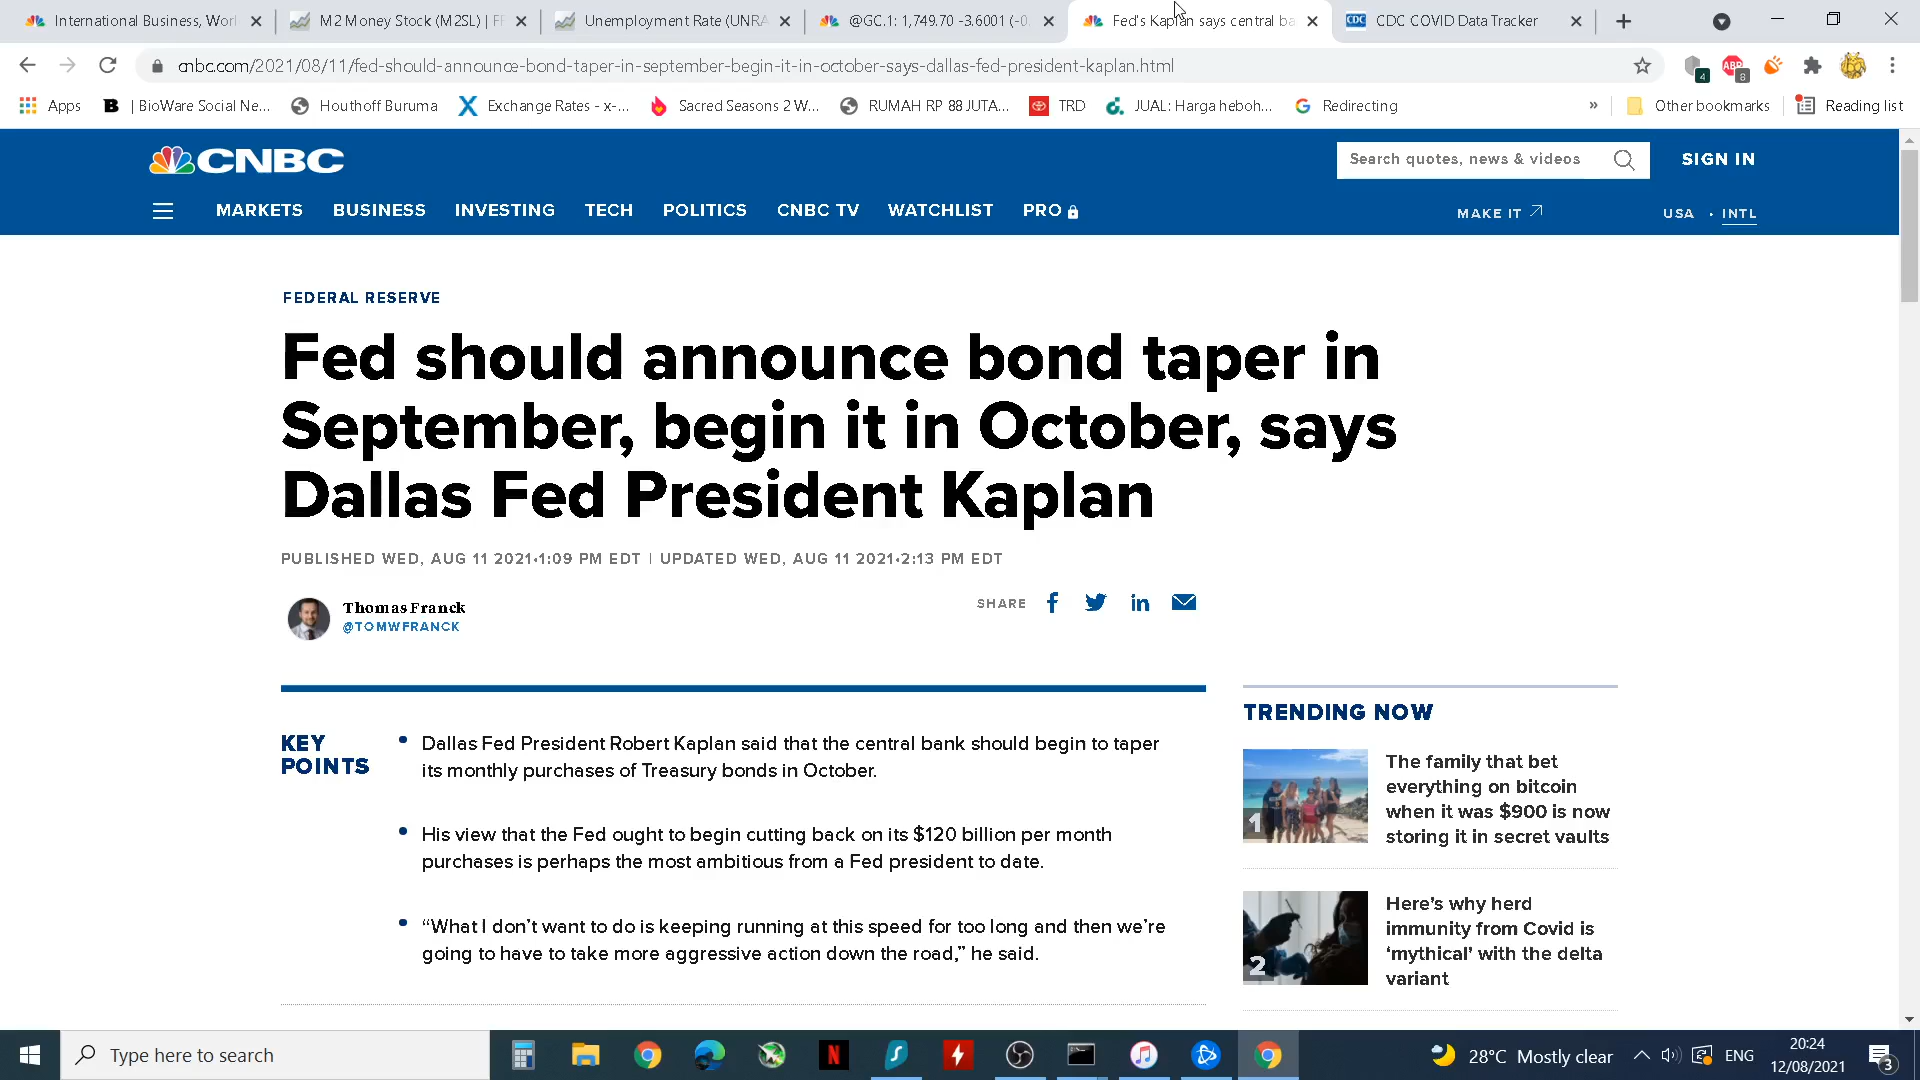 International Business, Worl
M2 Money Stock (M2SL) | FR
Unemployment Rate (UNRA
@GC.1: 1,749.70 -3.6001 (-0.
Fed's Kaplan says central ba
CDC COVID Data Tracker
cnbc.com/2021/08/11/fed-should-announce-bond-taper-in-september-begin-it-in-october-says-dallas-fed-president-kaplan.html
4
ABP
8
Apps
B | BioWare Social Ne...
Houthoff Buruma
Exchange Rates - x-...
Sacred Seasons 2 W...
RUMAH RP 88 JUTA...
TRD
JUAL: Harga heboh...
Redirecting
»
Other bookmarks
Reading list
CNBC
Search quotes, news & videos
SIGN IN
MARKETS BUSINESS INVESTING TECH POLITICS CNBC TV WATCHLIST PRO
MAKE IT
USA • INTL
FEDERAL RESERVE
Fed should announce bond taper in
September, begin it in October, says
Dallas Fed President Kaplan
PUBLISHED WED, AUG 11 2021•1:09 PM EDT | UPDATED WED, AUG 11 2021•2:13 PM EDT
Thomas Franck
@TOMWFRANCK
SHARE
KEY
POINTS
• Dallas Fed President Robert Kaplan said that the central bank should begin to taper
its monthly purchases of Treasury bonds in October.
• His view that the Fed ought to begin cutting back on its $120 billion per month
purchases is perhaps the most ambitious from a Fed president to date.
• “What I don’t want to do is keeping running at this speed for too long and then we’re
going to have to take more aggressive action down the road,” he said.
TRENDING NOW
1
The family that bet
everything on bitcoin
when it was $900 is now
storing it in secret vaults
2
Here’s why herd
immunity from Covid is
‘mythical’ with the delta
variant
Type here to search
28°C Mostly clear
ENG
20:24
12/08/2021
3